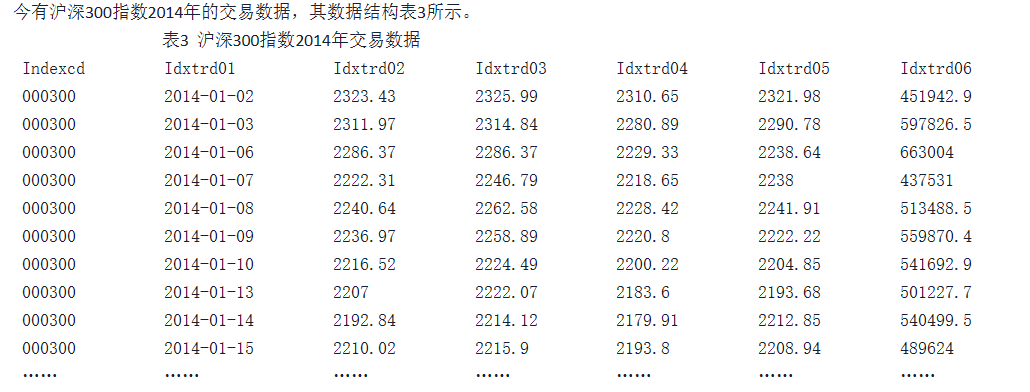 今有沪深300指数2014年的交易数据，其数据结构表3所示。
表3 沪深300指数2014年交易数据
Indexcd Idxtrd01 Idxtrd02 Idxtrd03 Idxtrd04 Idxtrd05 Idxtrd06
000300 2014-01-02 2323.43 2325.99 2310.65 2321.98 451942.9
000300 2014-01-03 2311.97 2314.84 2280.89 2290.78 597826.5
000300 2014-01-06 2286.37 2286.37 2229.33 2238.64 663004
000300 2014-01-07 2222.31 2246.79 2218.65 2238 437531
000300 2014-01-08 2240.64 2262.58 2228.42 2241.91 513488.5
000300 2014-01-09 2236.97 2258.89 2220.8 2222.22 559870.4
000300 2014-01-10 2216.52 2224.49 2200.22 2204.85 541692.9
000300 2014-01-13 2207 2222.07 2183.6 2193.68 501227.7
000300 2014-01-14 2192.84 2214.12 2179.91 2212.85 540499.5
000300 2014-01-15 2210.02 2215.9 2193.8 2208.94 489624
…… …… …… …… …… …… ……